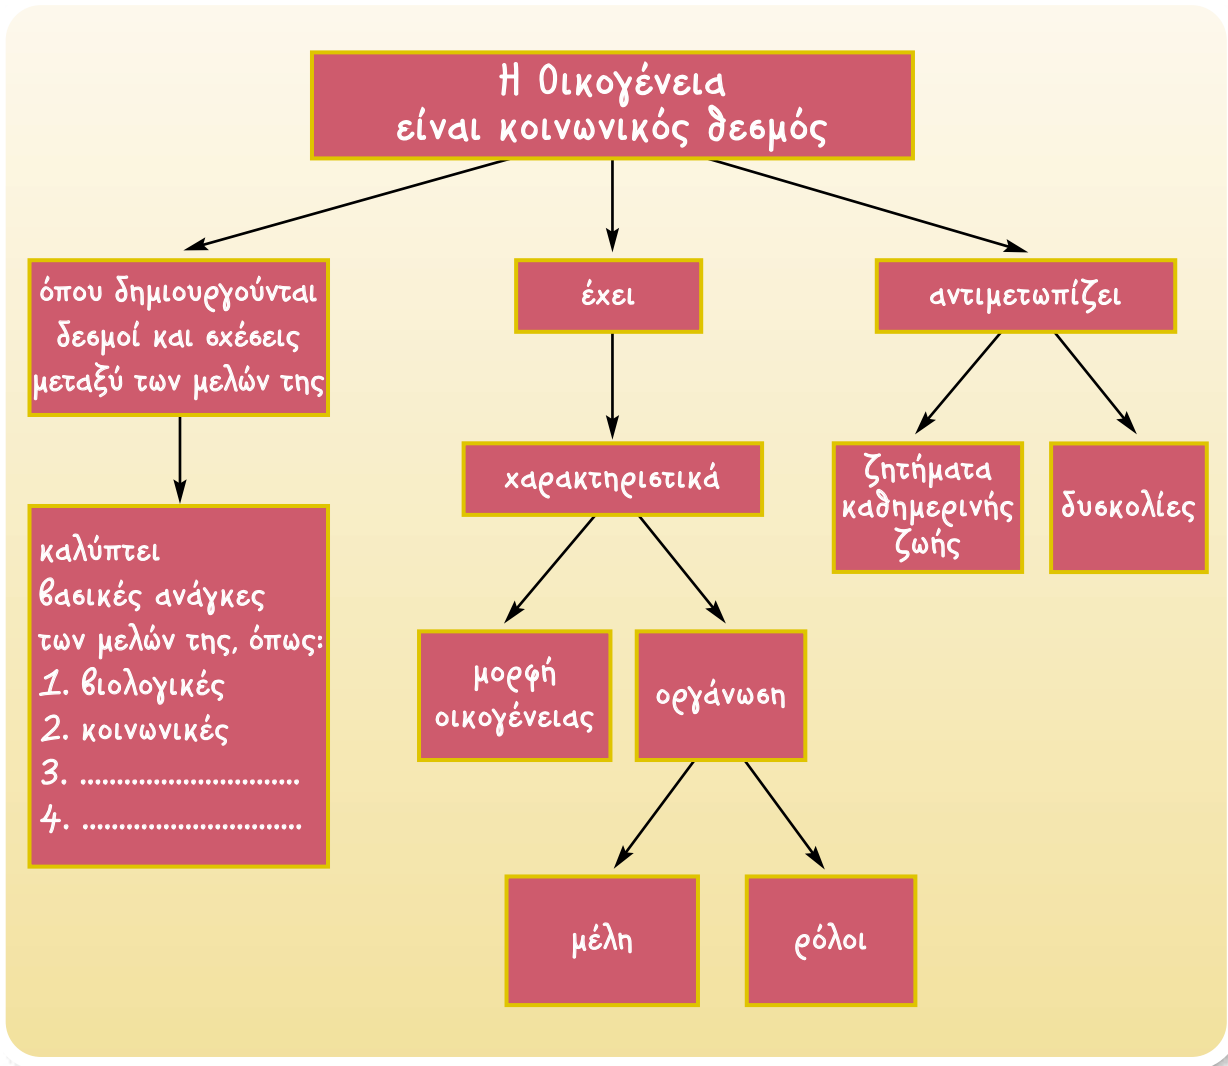 Η Οικογένεια
είναι κοινωνικός θεσμός
όπου δημιουργούνται
δεσμοί και σχέσεις
μεταξύ των μελών της
έχει
αντιμετωπίζει
χαρακτηριστικά
ζητήματα
καθημερινής
ζωής
δυσκολίες
καλύπτει
βασικές ανάγκες
των μελών της, όπως:
1. βιολογικές
2. κοινωνικές
3. ..............................
4. ..............................
μορφή
οικογένειας
οργάνωση
μέλη
ρόλοι